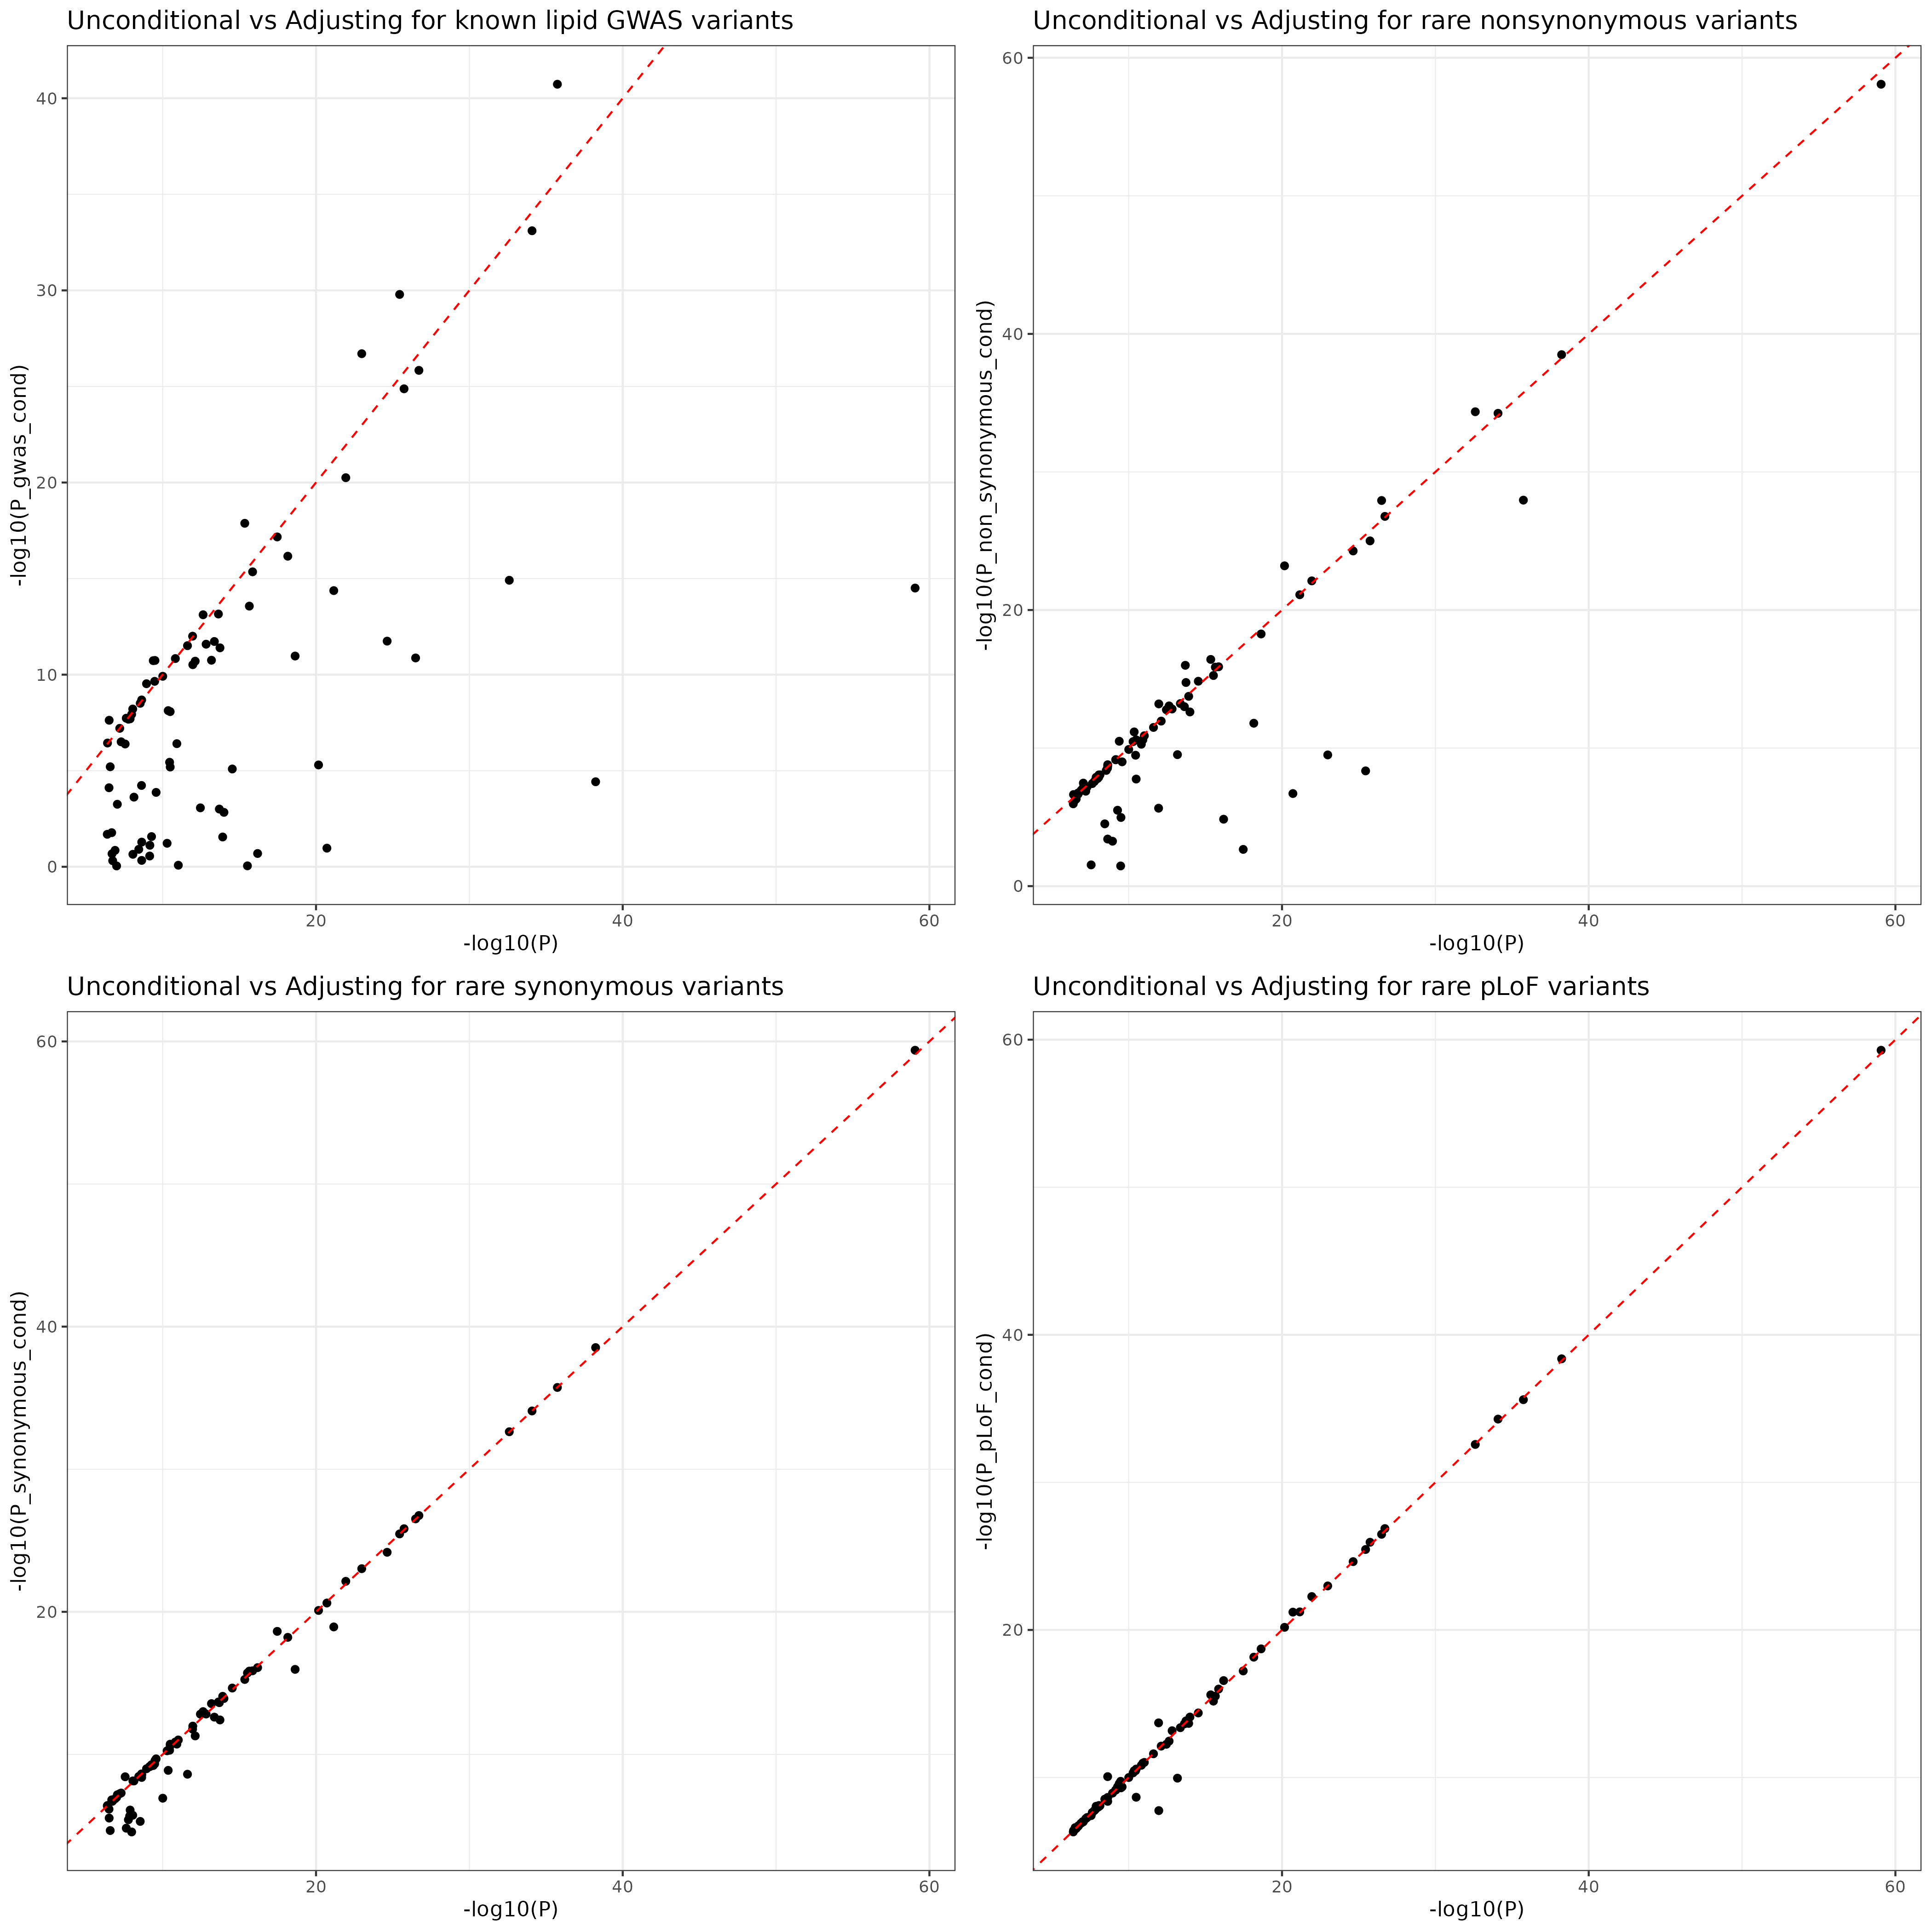 Unconditional vs Adjusting for known lipid GWAS variants
-log10(P_gwas_cond)
40
30
20
10
0
20 40 60
-log10(P)
Unconditional vs Adjusting for rare nonsynonymous variants
-log10(P_non_synonymous_cond)
60
40
20
0
20 40 60
-log10(P)
Unconditional vs Adjusting for rare synonymous variants
-log10(P_synonymous_cond)
60
40
20
20 40 60
-log10(P)
Unconditional vs Adjusting for rare pLoF variants
-log10(P_pLoF_cond)
60
40
20
20 40 60
-log10(P)